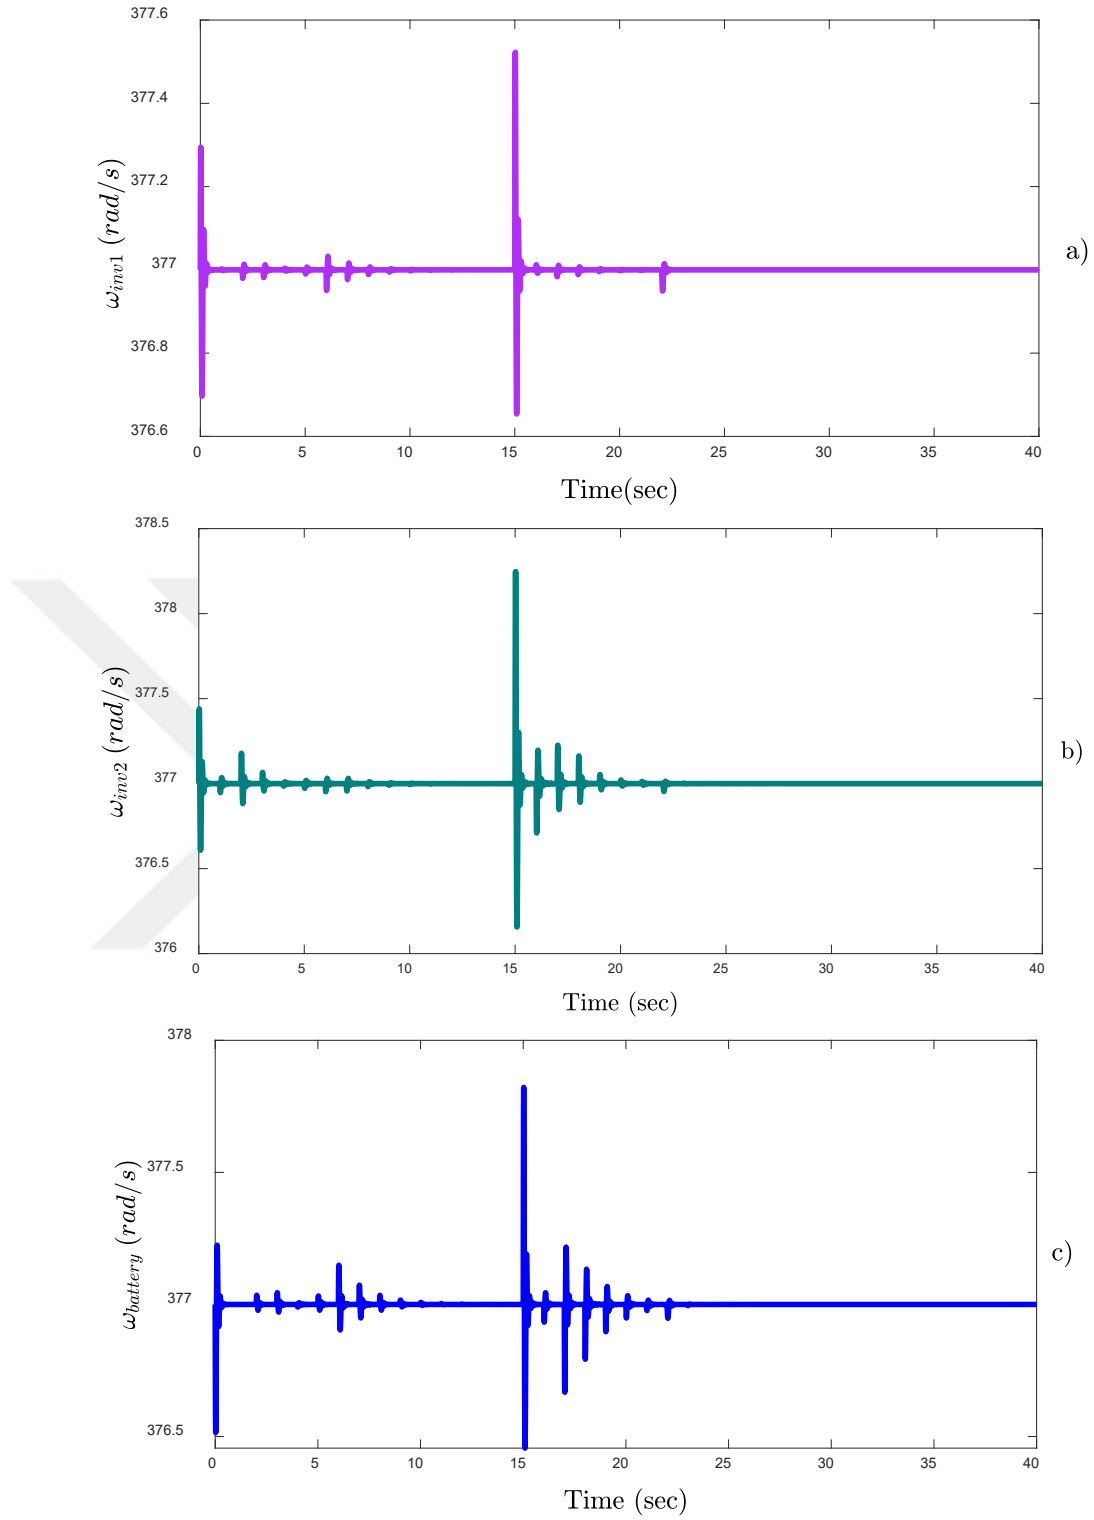 377.6
377.4
377.2
377
376.8
376.6
ω_inv1 (rad/s)
a)
0 5 10 15 20 25 30 35 40
Time(sec)
378.5
378
377.5
377
376.5
376
ω_inv2 (rad/s)
b)
0 5 10 15 20 25 30 35 40
Time (sec)
378
377.5
377
376.5
ω_battery (rad/s)
c)
0 5 10 15 20 25 30 35 40
Time (sec)